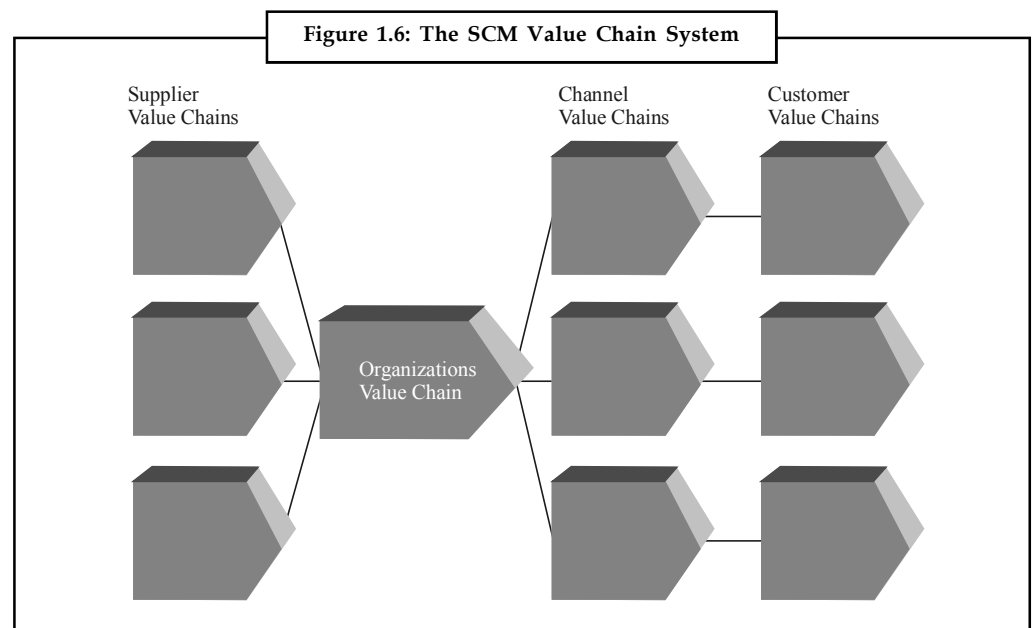 Figure 1.6: The SCM Value Chain System
Supplier
Value Chains
Channel
Value Chains
Customer
Value Chains
Organizations
Value Chain